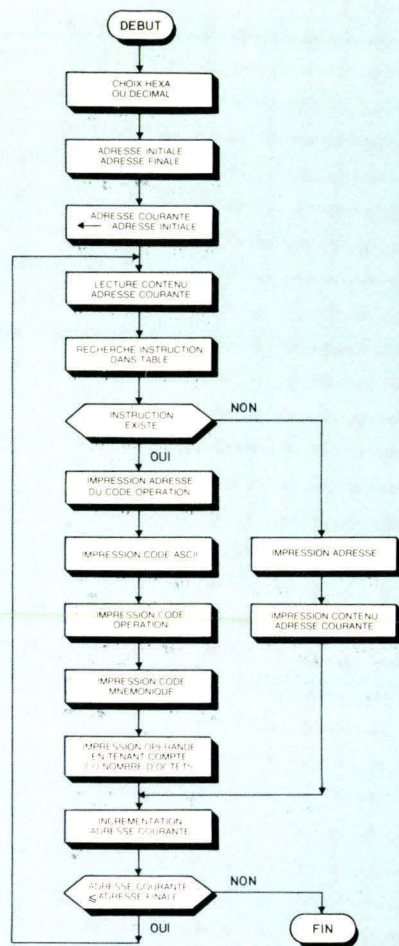 DEBUT
CHOIX HEXA
OU DECIMAL
ADRESSE INITIALE
ADRESSE FINALE
ADRESSE COURANTE
← ADRESSE INITIALE
LECTURE CONTENU
ADRESSE COURANTE
RECHERCHE INSTRUCTION
DANS TABLE
INSTRUCTION
EXISTE
NON
OUI
IMPRESSION ADRESSE
DU CODE OPERATION
IMPRESSION CODE ASCII
IMPRESSION CODE
OPERATION
IMPRESSION CODE
MNEMONIQUE
IMPRESSION OPERANDE
EN TENANT COMPTE
DU NOMBRE D'OCTETS
IMPRESSION ADRESSE
IMPRESSION CONTENU
ADRESSE COURANTE
INCREMENTATION
ADRESSE COURANTE
ADRESSE COURANTE
≤ ADRESSE FINALE
NON
OUI
FIN